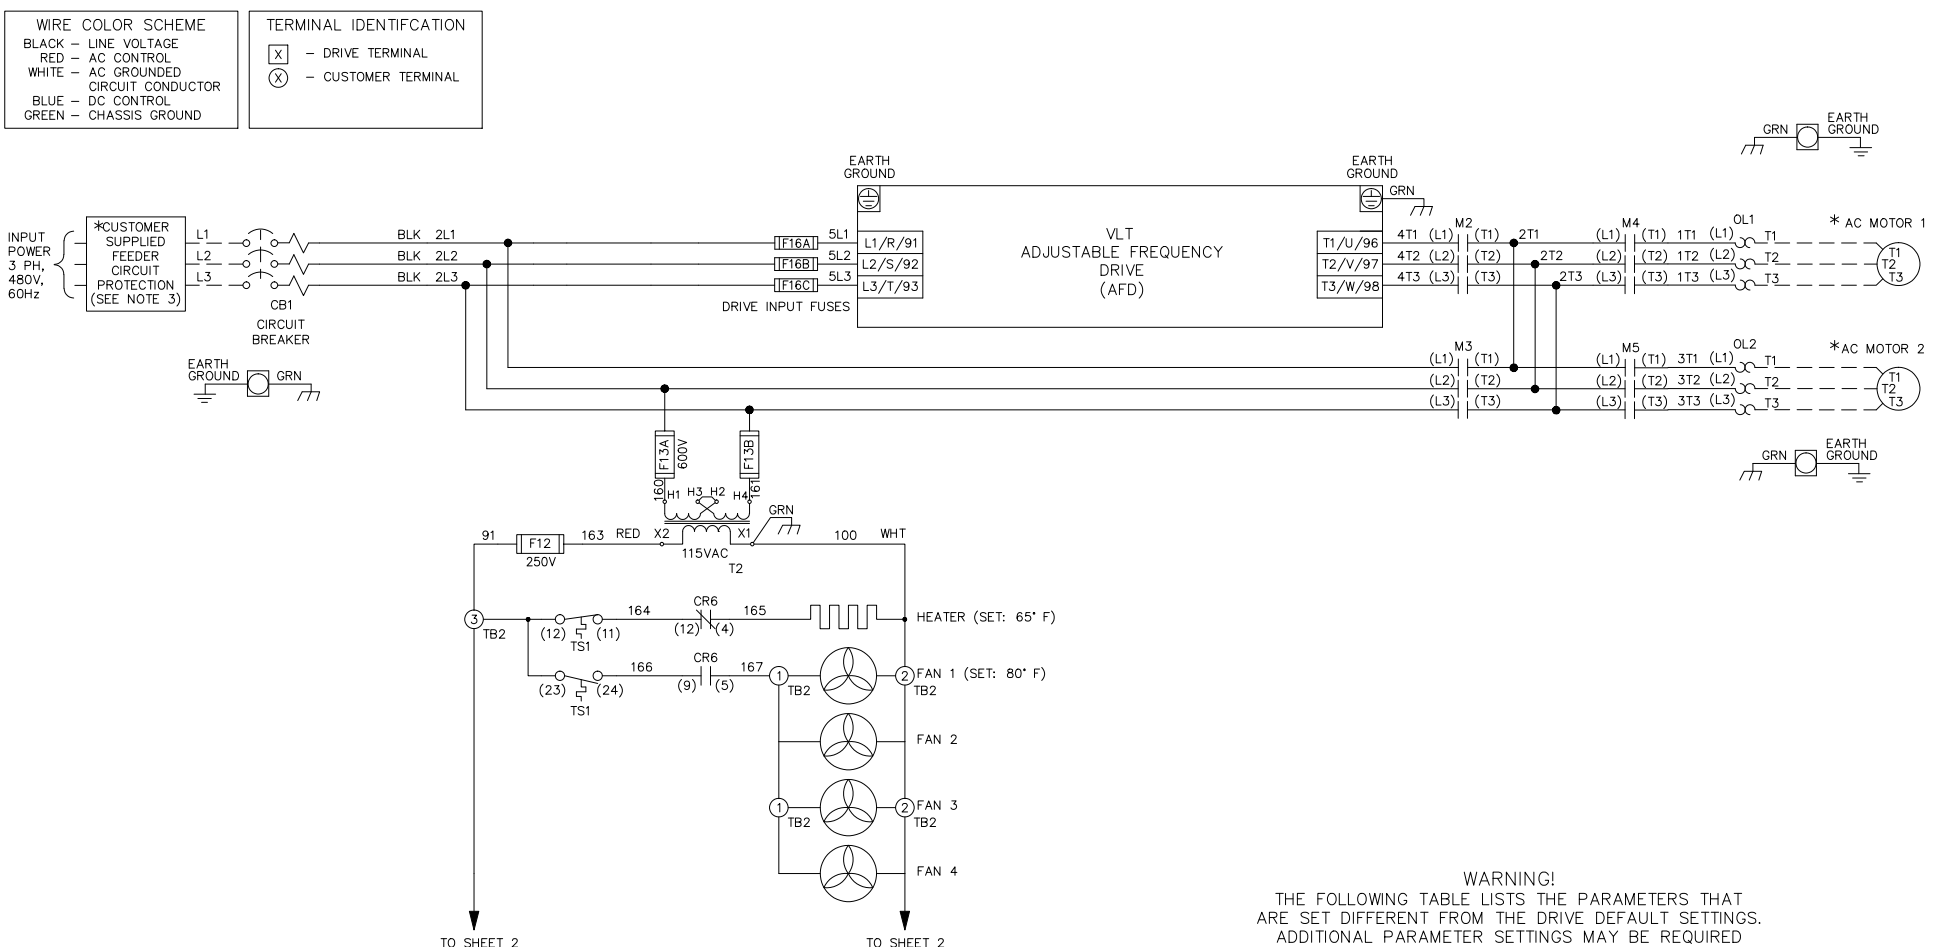 WIRE COLOR SCHEME
BLACK – LINE VOLTAGE
RED – AC CONTROL
WHITE – AC GROUNDED
CIRCUIT CONDUCTOR
BLUE – DC CONTROL
GREEN – CHASSIS GROUND
TERMINAL IDENTIFCATION
X – DRIVE TERMINAL
X – CUSTOMER TERMINAL
GRN
EARTH
GROUND
INPUT
POWER
3 PH,
480V,
60Hz
*CUSTOMER
SUPPLIED
FEEDER
CIRCUIT
PROTECTION
(SEE NOTE 3)
L1
L2
L3
CB1
CIRCUIT
BREAKER
BLK 2L1
BLK 2L2
BLK 2L3
F16A 5L1
F16B 5L2
F16C 5L3
DRIVE INPUT FUSES
EARTH
GROUND
L1/R/91
L2/S/92
L3/T/93
VLT
ADJUSTABLE FREQUENCY
DRIVE
(AFD)
EARTH
GROUND
GRN
T1/U/96
T2/V/97
T3/W/98
M2
4T1 (L1) (T1) 2T1
4T2 (L2) (T2) 2T2
4T3 (L3) (T3) 2T3
M4
OL1
(L1) (T1) 1T1 (L1) T1
(L2) (T2) 1T2 (L2) T2
(L3) (T3) 1T3 (L3) T3
* AC MOTOR 1
T1
T2
T3
EARTH
GROUND
GRN
M3
(L1) (T1)
(L2) (T2)
(L3) (T3)
M5
OL2
(L1) (T1) 3T1 (L1) T1
(L2) (T2) 3T2 (L2) T2
(L3) (T3) 3T3 (L3) T3
*AC MOTOR 2
T1
T2
T3
GRN
EARTH
GROUND
F13A
600V
F13B
160
161
H1 H3 H2 H4
GRN
91 F12 163 RED X2 X1 100 WHT
250V
115VAC
T2
3
TB2
(12) (11)
TS1
164
CR6
(12) (4)
165
HEATER (SET: 65° F)
(23) (24)
TS1
166
CR6
(9) (5)
167
1
TB2
2
TB2
FAN 1 (SET: 80° F)
FAN 2
1
TB2
2
TB2
FAN 3
FAN 4
TO SHEET 2
TO SHEET 2
WARNING!
THE FOLLOWING TABLE LISTS THE PARAMETERS THAT
ARE SET DIFFERENT FROM THE DRIVE DEFAULT SETTINGS.
ADDITIONAL PARAMETER SETTINGS MAY BE REQUIRED